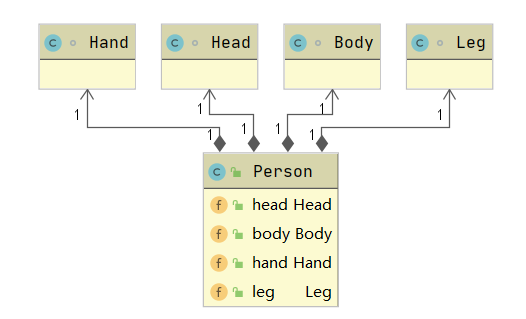 C Hand
C Head
C Body
C Leg
1
1
1
1
1
1
1
1
C Person
f head Head
f body Body
f hand Hand
f leg Leg